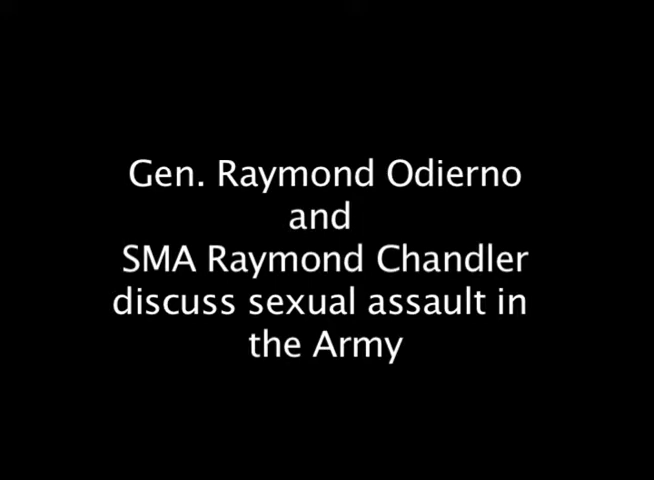 Gen. Raymond Odierno
and
SMA Raymond Chandler
discuss sexual assault in
the Army